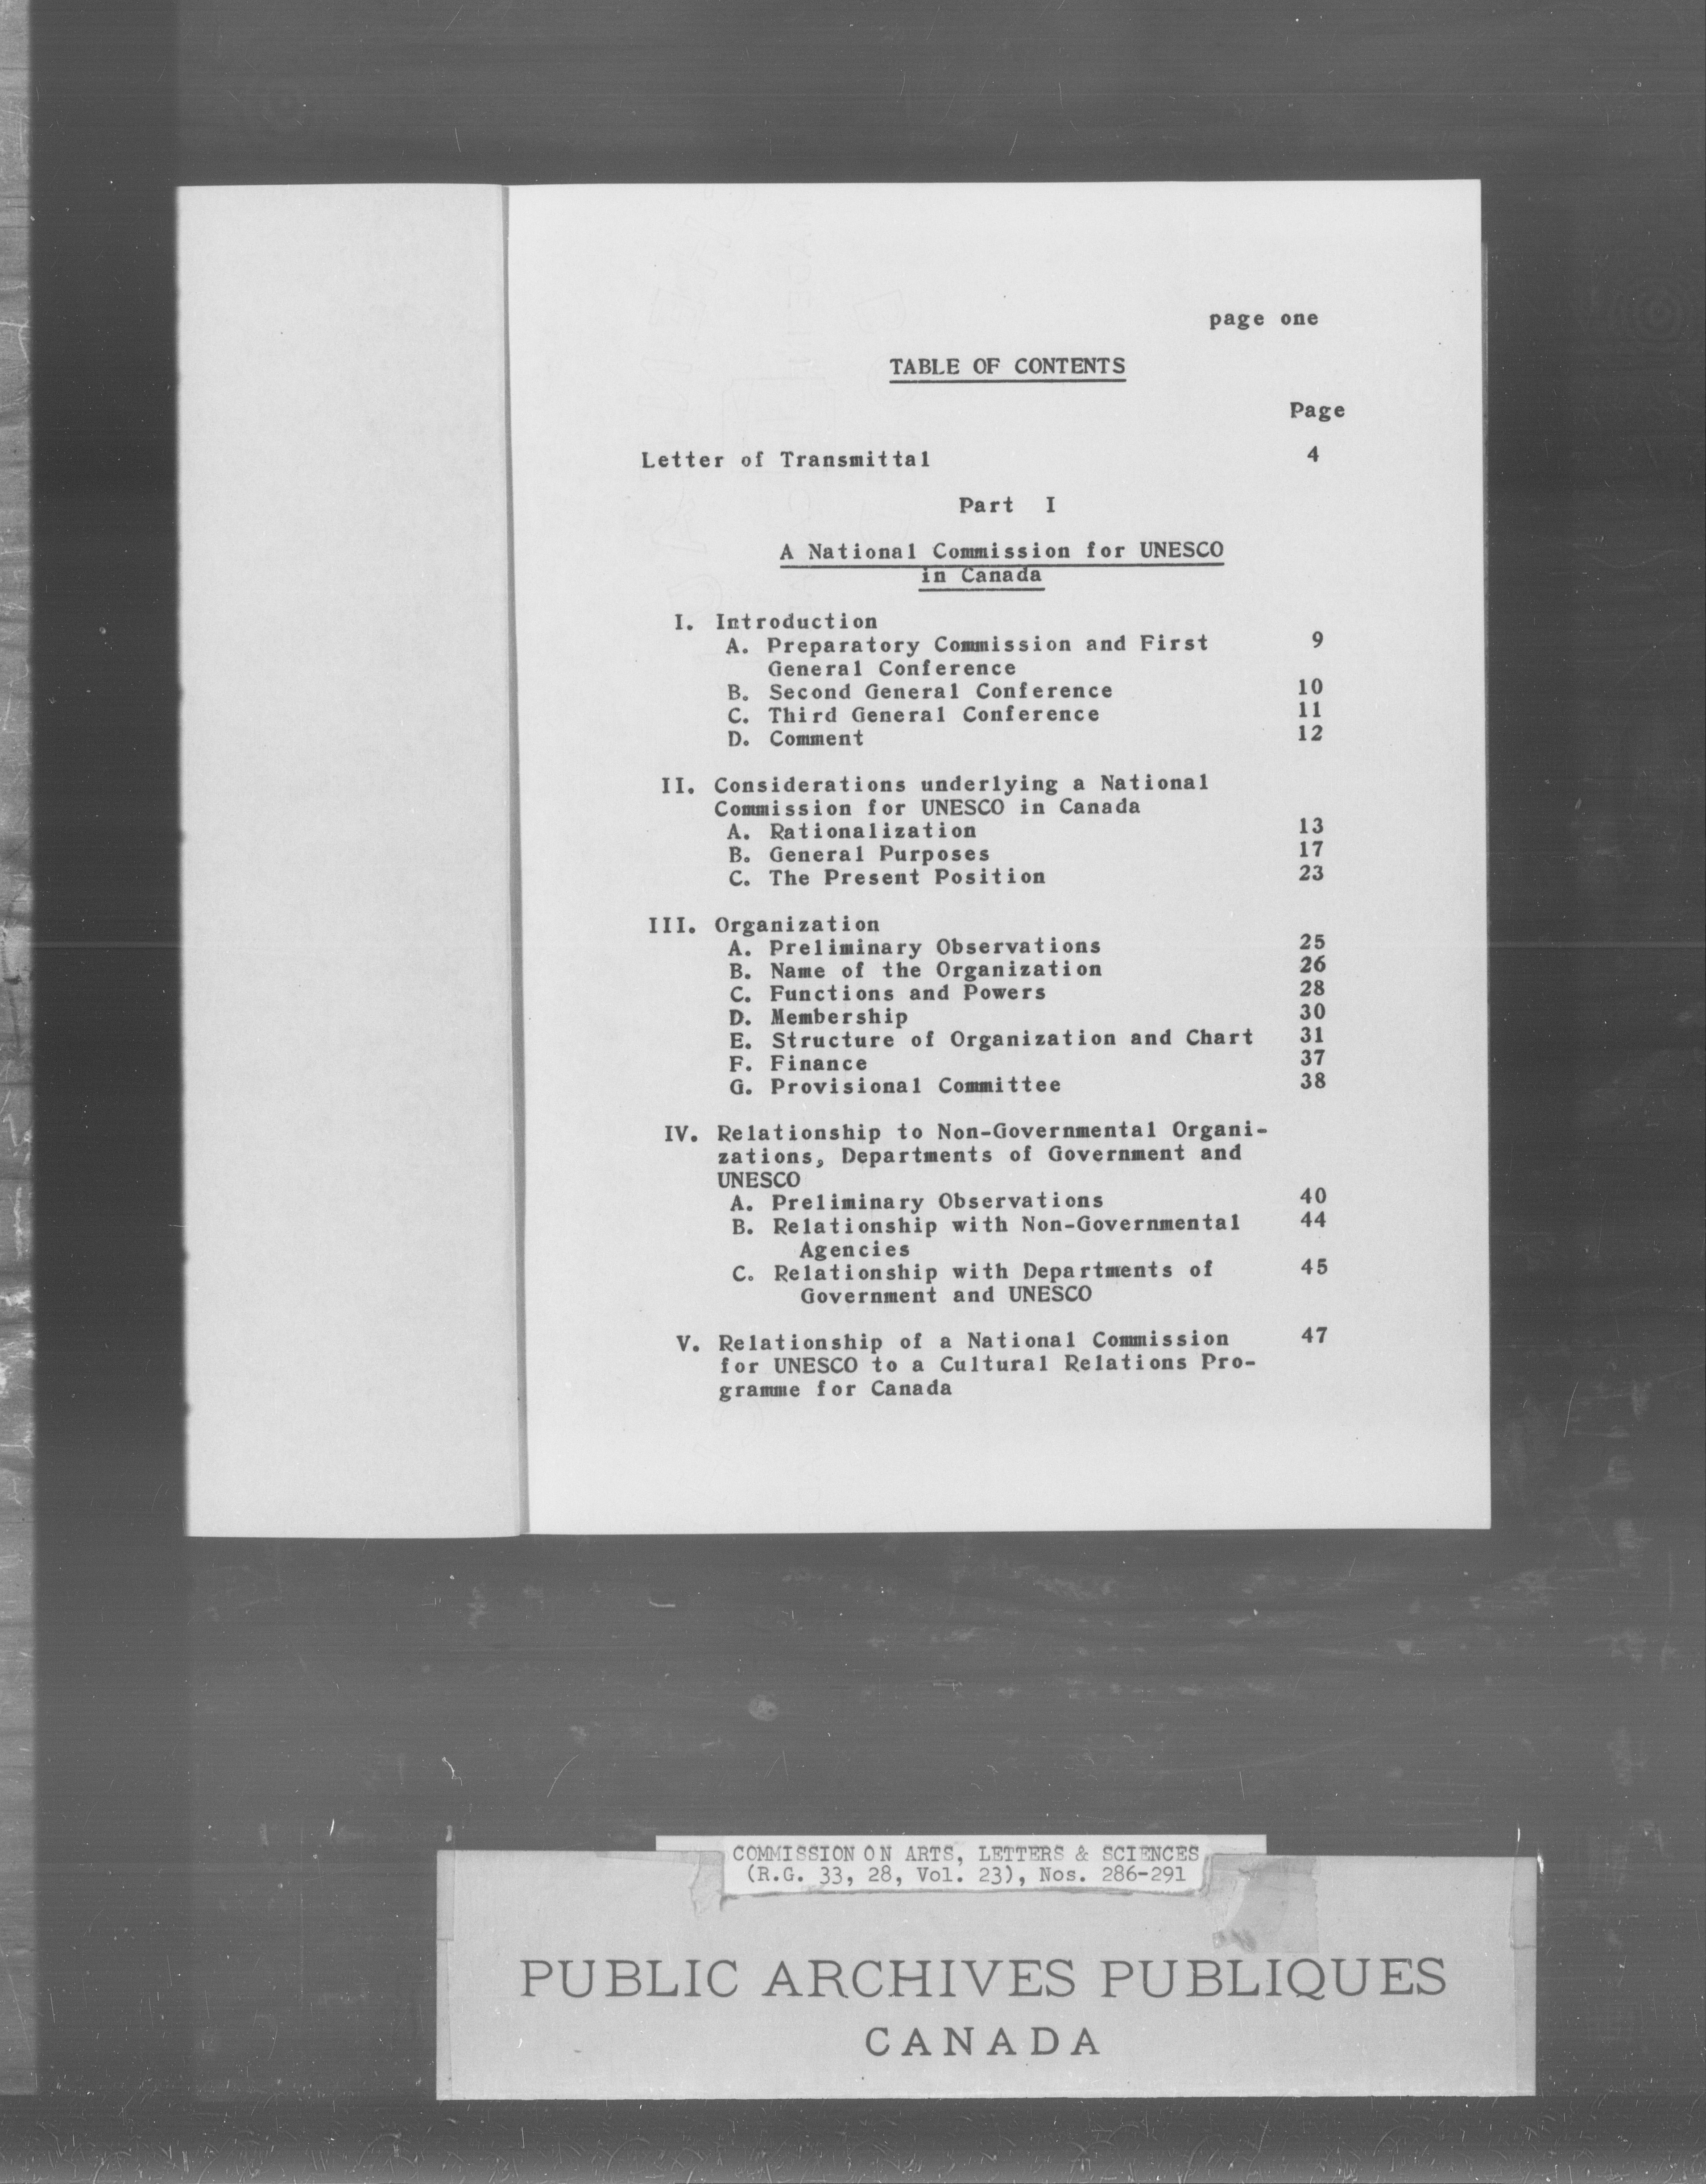 page one
TABLE OF CONTENTS
Page
Letter of Transmittal 4
Part I
A National Commission for UNESCO
in Canada
I. Introduction
A. Preparatory Commission and First 9
General Conference
B. Second General Conference 10
C. Third General Conference 11
D. Comment 12
II. Considerations underlying a National
Commission for UNESCO in Canada
A. Rationalization 13
B. General Purposes 17
C. The Present Position 23
III. Organization
A. Preliminary Observations 25
B. Name of the Organization 26
C. Functions and Powers 28
D. Membership 30
E. Structure of Organization and Chart 31
F. Finance 37
G. Provisional Committee 38
IV. Relationship to Non-Governmental Organi-
zations, Departments of Government and
UNESCO
A. Preliminary Observations 40
B. Relationship with Non-Governmental 44
Agencies
C. Relationship with Departments of 45
Government and UNESCO
V. Relationship of a National Commission 47
for UNESCO to a Cultural Relations Pro-
gramme for Canada
COMMISSION ON ARTS, LETTERS & SCIENCES
(R.G. 33, 28, Vol. 23), Nos. 286-291
PUBLIC ARCHIVES PUBLIQUES
CANADA